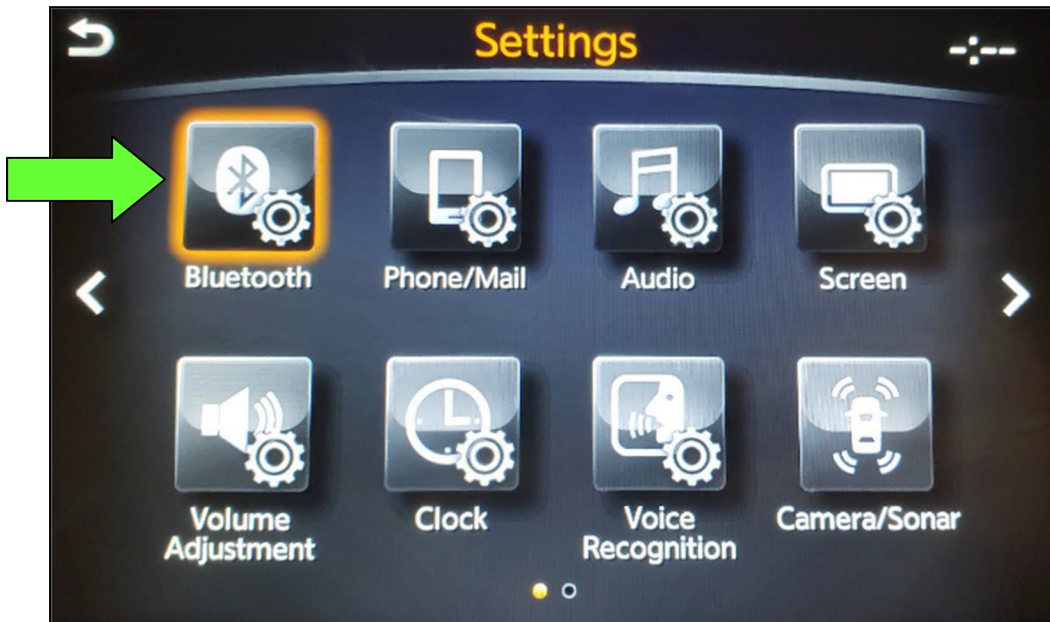 Settings
-:--
Bluetooth
Phone/Mail
Audio
Screen
Volume
Adjustment
Clock
Voice
Recognition
Camera/Sonar